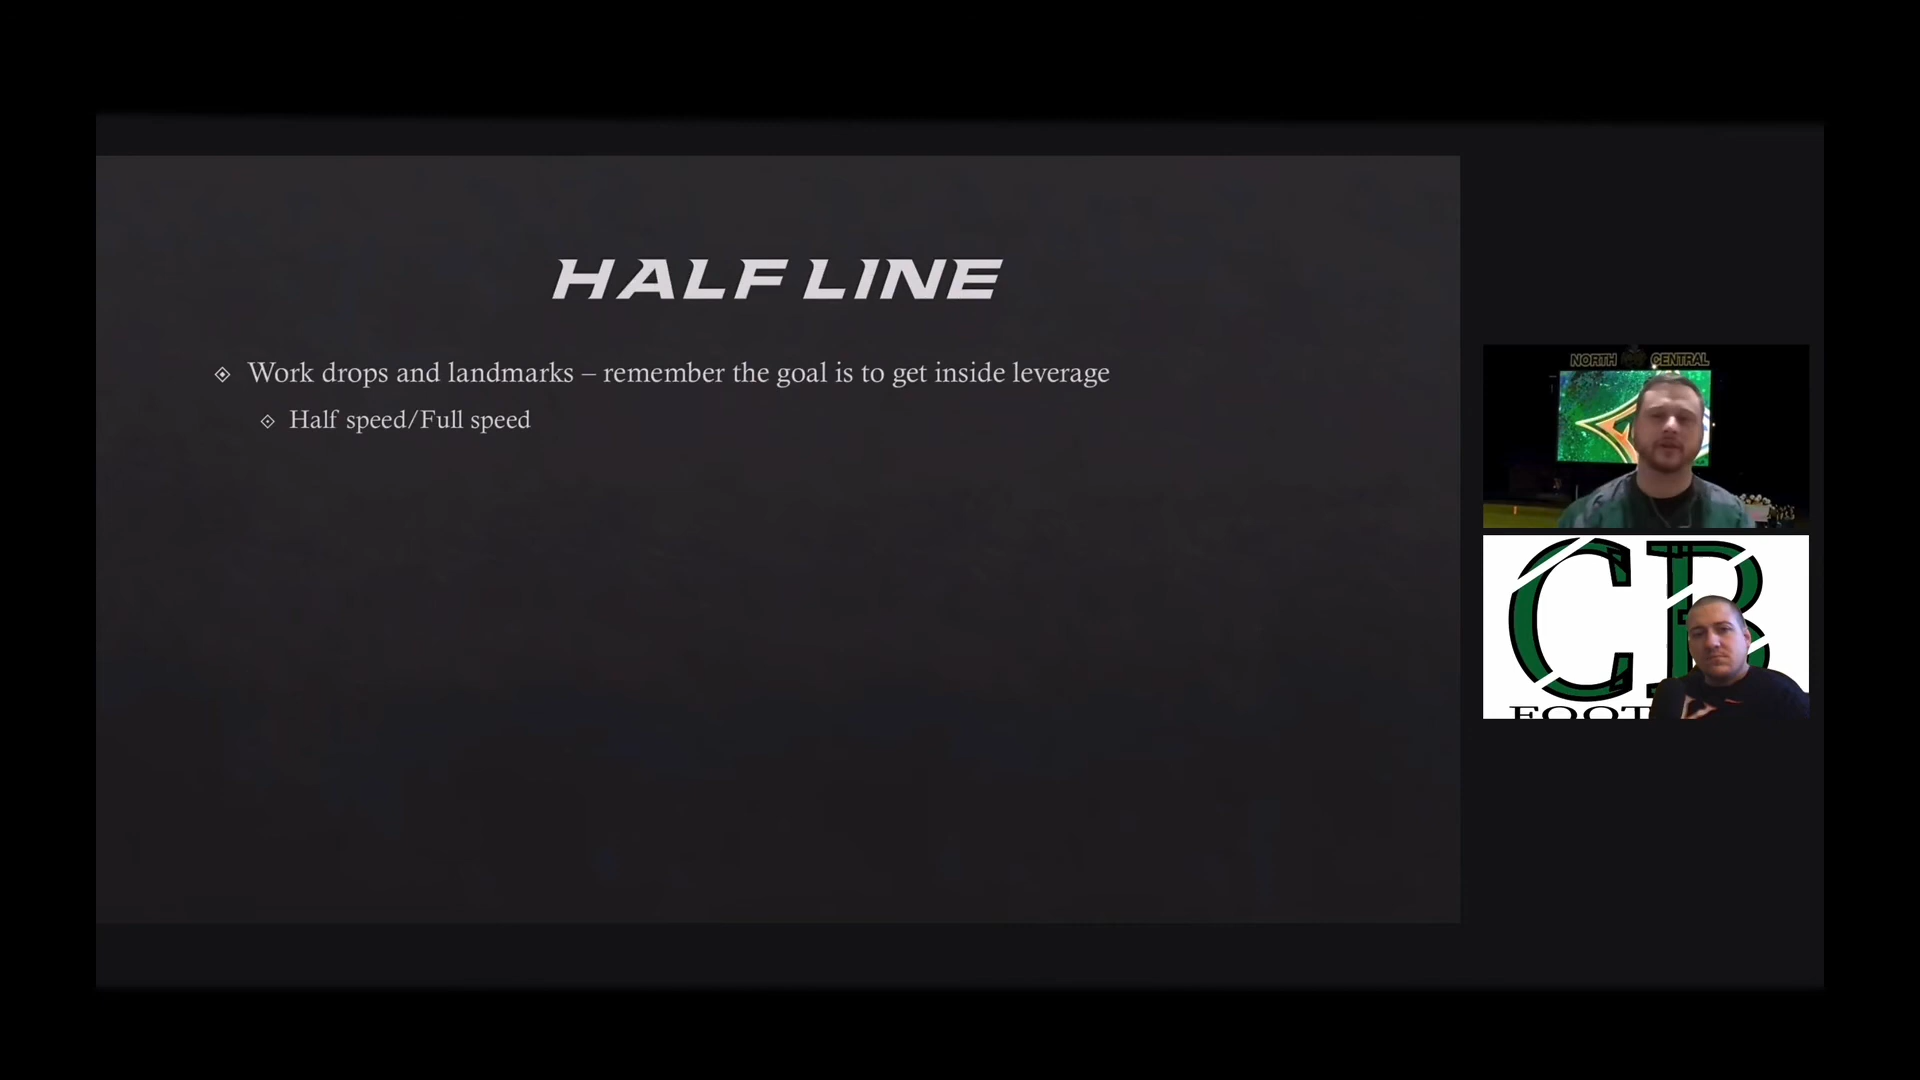 HALF LINE
Work drops and landmarks – remember the goal is to get inside leverage
Half speed/Full speed
NORTH CENTRAL
CB
FOOT